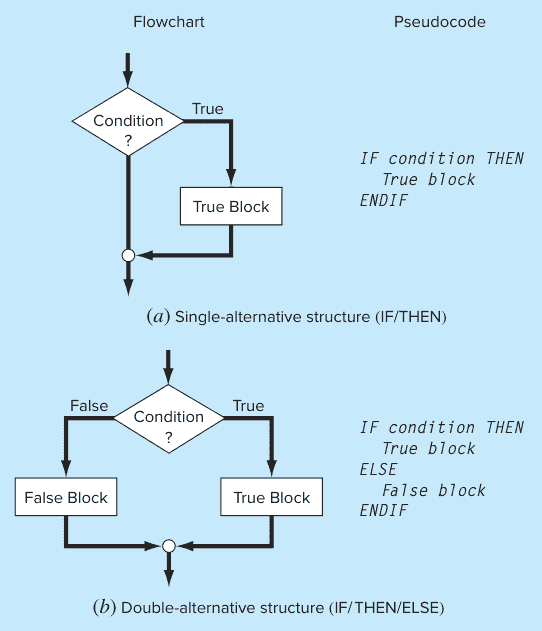 Flowchart
Pseudocode
True
Condition
?
True Block
IF condition THEN
True block
ENDIF
(a) Single-alternative structure (IF/THEN)
False
True
Condition
?
False Block
True Block
IF condition THEN
True block
ELSE
False block
ENDIF
(b) Double-alternative structure (IF/THEN/ELSE)